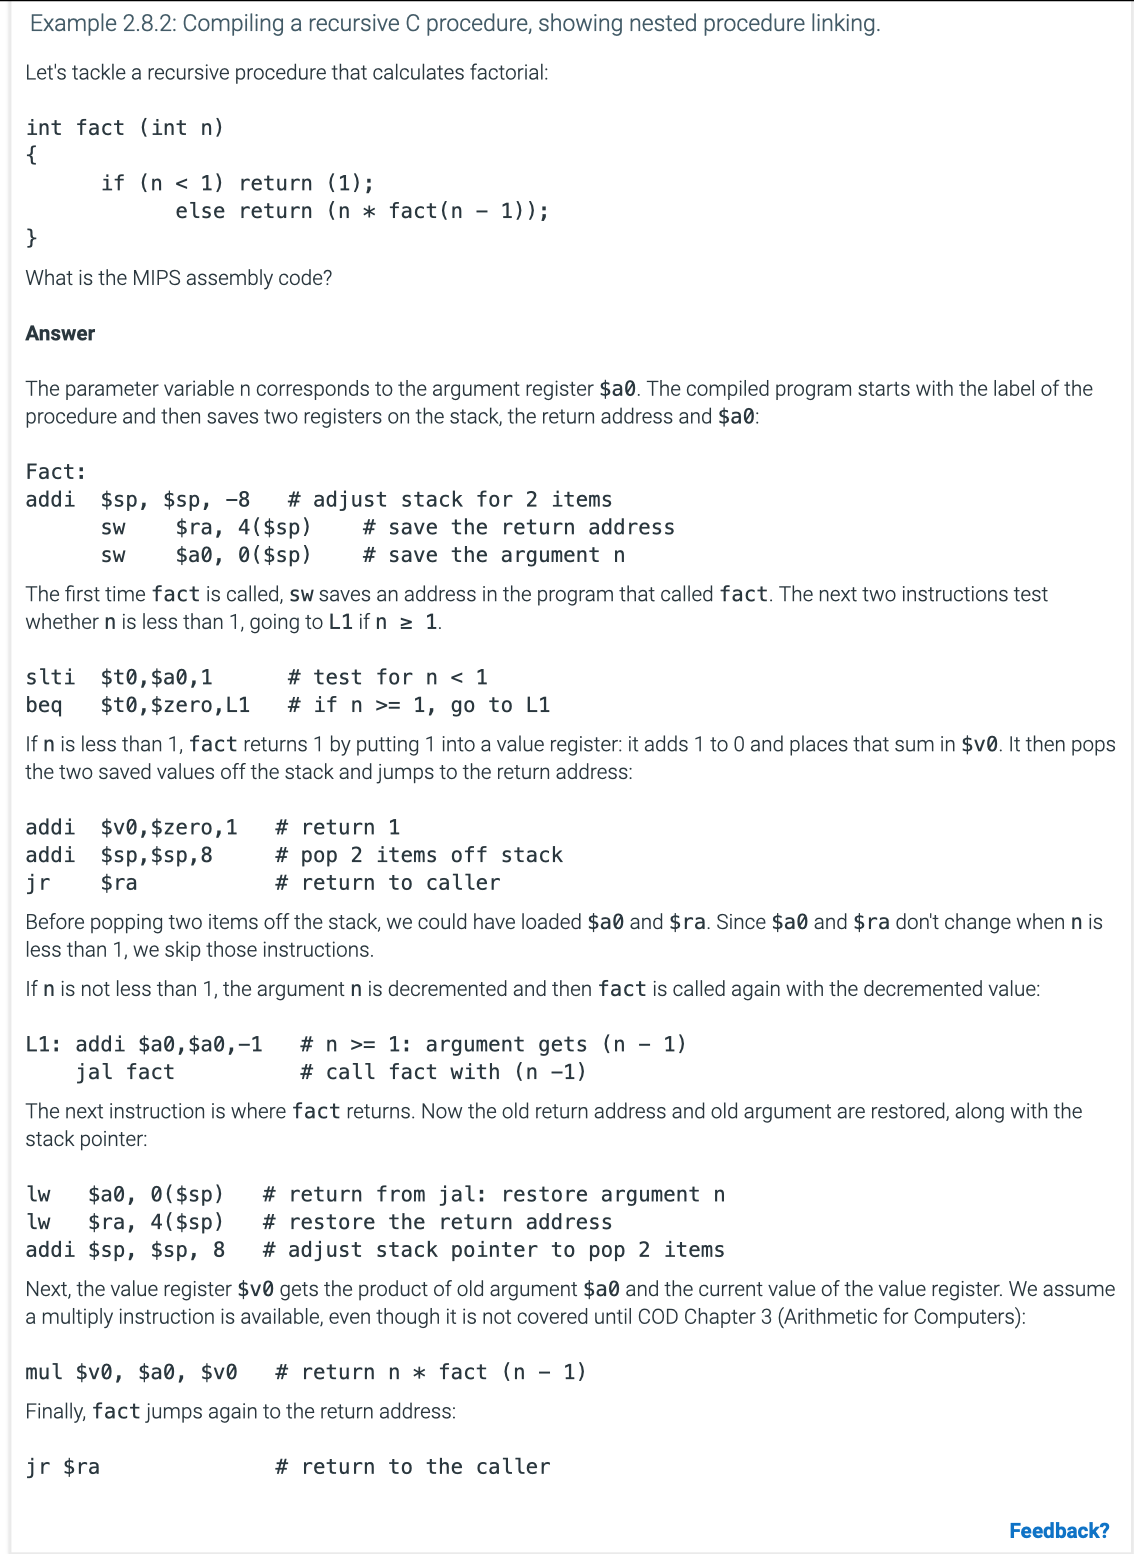 Example 2.8.2: Compiling a recursive C procedure, showing nested procedure linking.
Let's tackle a recursive procedure that calculates factorial:
int fact (int n)
{
      if (n < 1) return (1);
            else return (n * fact(n − 1));
}
What is the MIPS assembly code?
Answer
The parameter variable n corresponds to the argument register $a0. The compiled program starts with the label of the
procedure and then saves two registers on the stack, the return address and $a0:
Fact:
addi  $sp, $sp, −8   # adjust stack for 2 items
      sw    $ra, 4($sp)    # save the return address
      sw    $a0, 0($sp)    # save the argument n
The first time fact is called, sw saves an address in the program that called fact. The next two instructions test
whether n is less than 1, going to L1 if n ≥ 1.
slti  $t0,$a0,1      # test for n < 1
beq   $t0,$zero,L1   # if n >= 1, go to L1
If n is less than 1, fact returns 1 by putting 1 into a value register: it adds 1 to 0 and places that sum in $v0. It then pops
the two saved values off the stack and jumps to the return address:
addi  $v0,$zero,1   # return 1
addi  $sp,$sp,8     # pop 2 items off stack
jr    $ra           # return to caller
Before popping two items off the stack, we could have loaded $a0 and $ra. Since $a0 and $ra don't change when n is
less than 1, we skip those instructions.
If n is not less than 1, the argument n is decremented and then fact is called again with the decremented value:
L1: addi $a0,$a0,−1   # n >= 1: argument gets (n − 1)
    jal fact          # call fact with (n −1)
The next instruction is where fact returns. Now the old return address and old argument are restored, along with the
stack pointer:
lw   $a0, 0($sp)   # return from jal: restore argument n
lw   $ra, 4($sp)   # restore the return address
addi $sp, $sp, 8   # adjust stack pointer to pop 2 items
Next, the value register $v0 gets the product of old argument $a0 and the current value of the value register. We assume
a multiply instruction is available, even though it is not covered until COD Chapter 3 (Arithmetic for Computers):
mul $v0, $a0, $v0   # return n * fact (n − 1)
Finally, fact jumps again to the return address:
jr $ra              # return to the caller
Feedback?